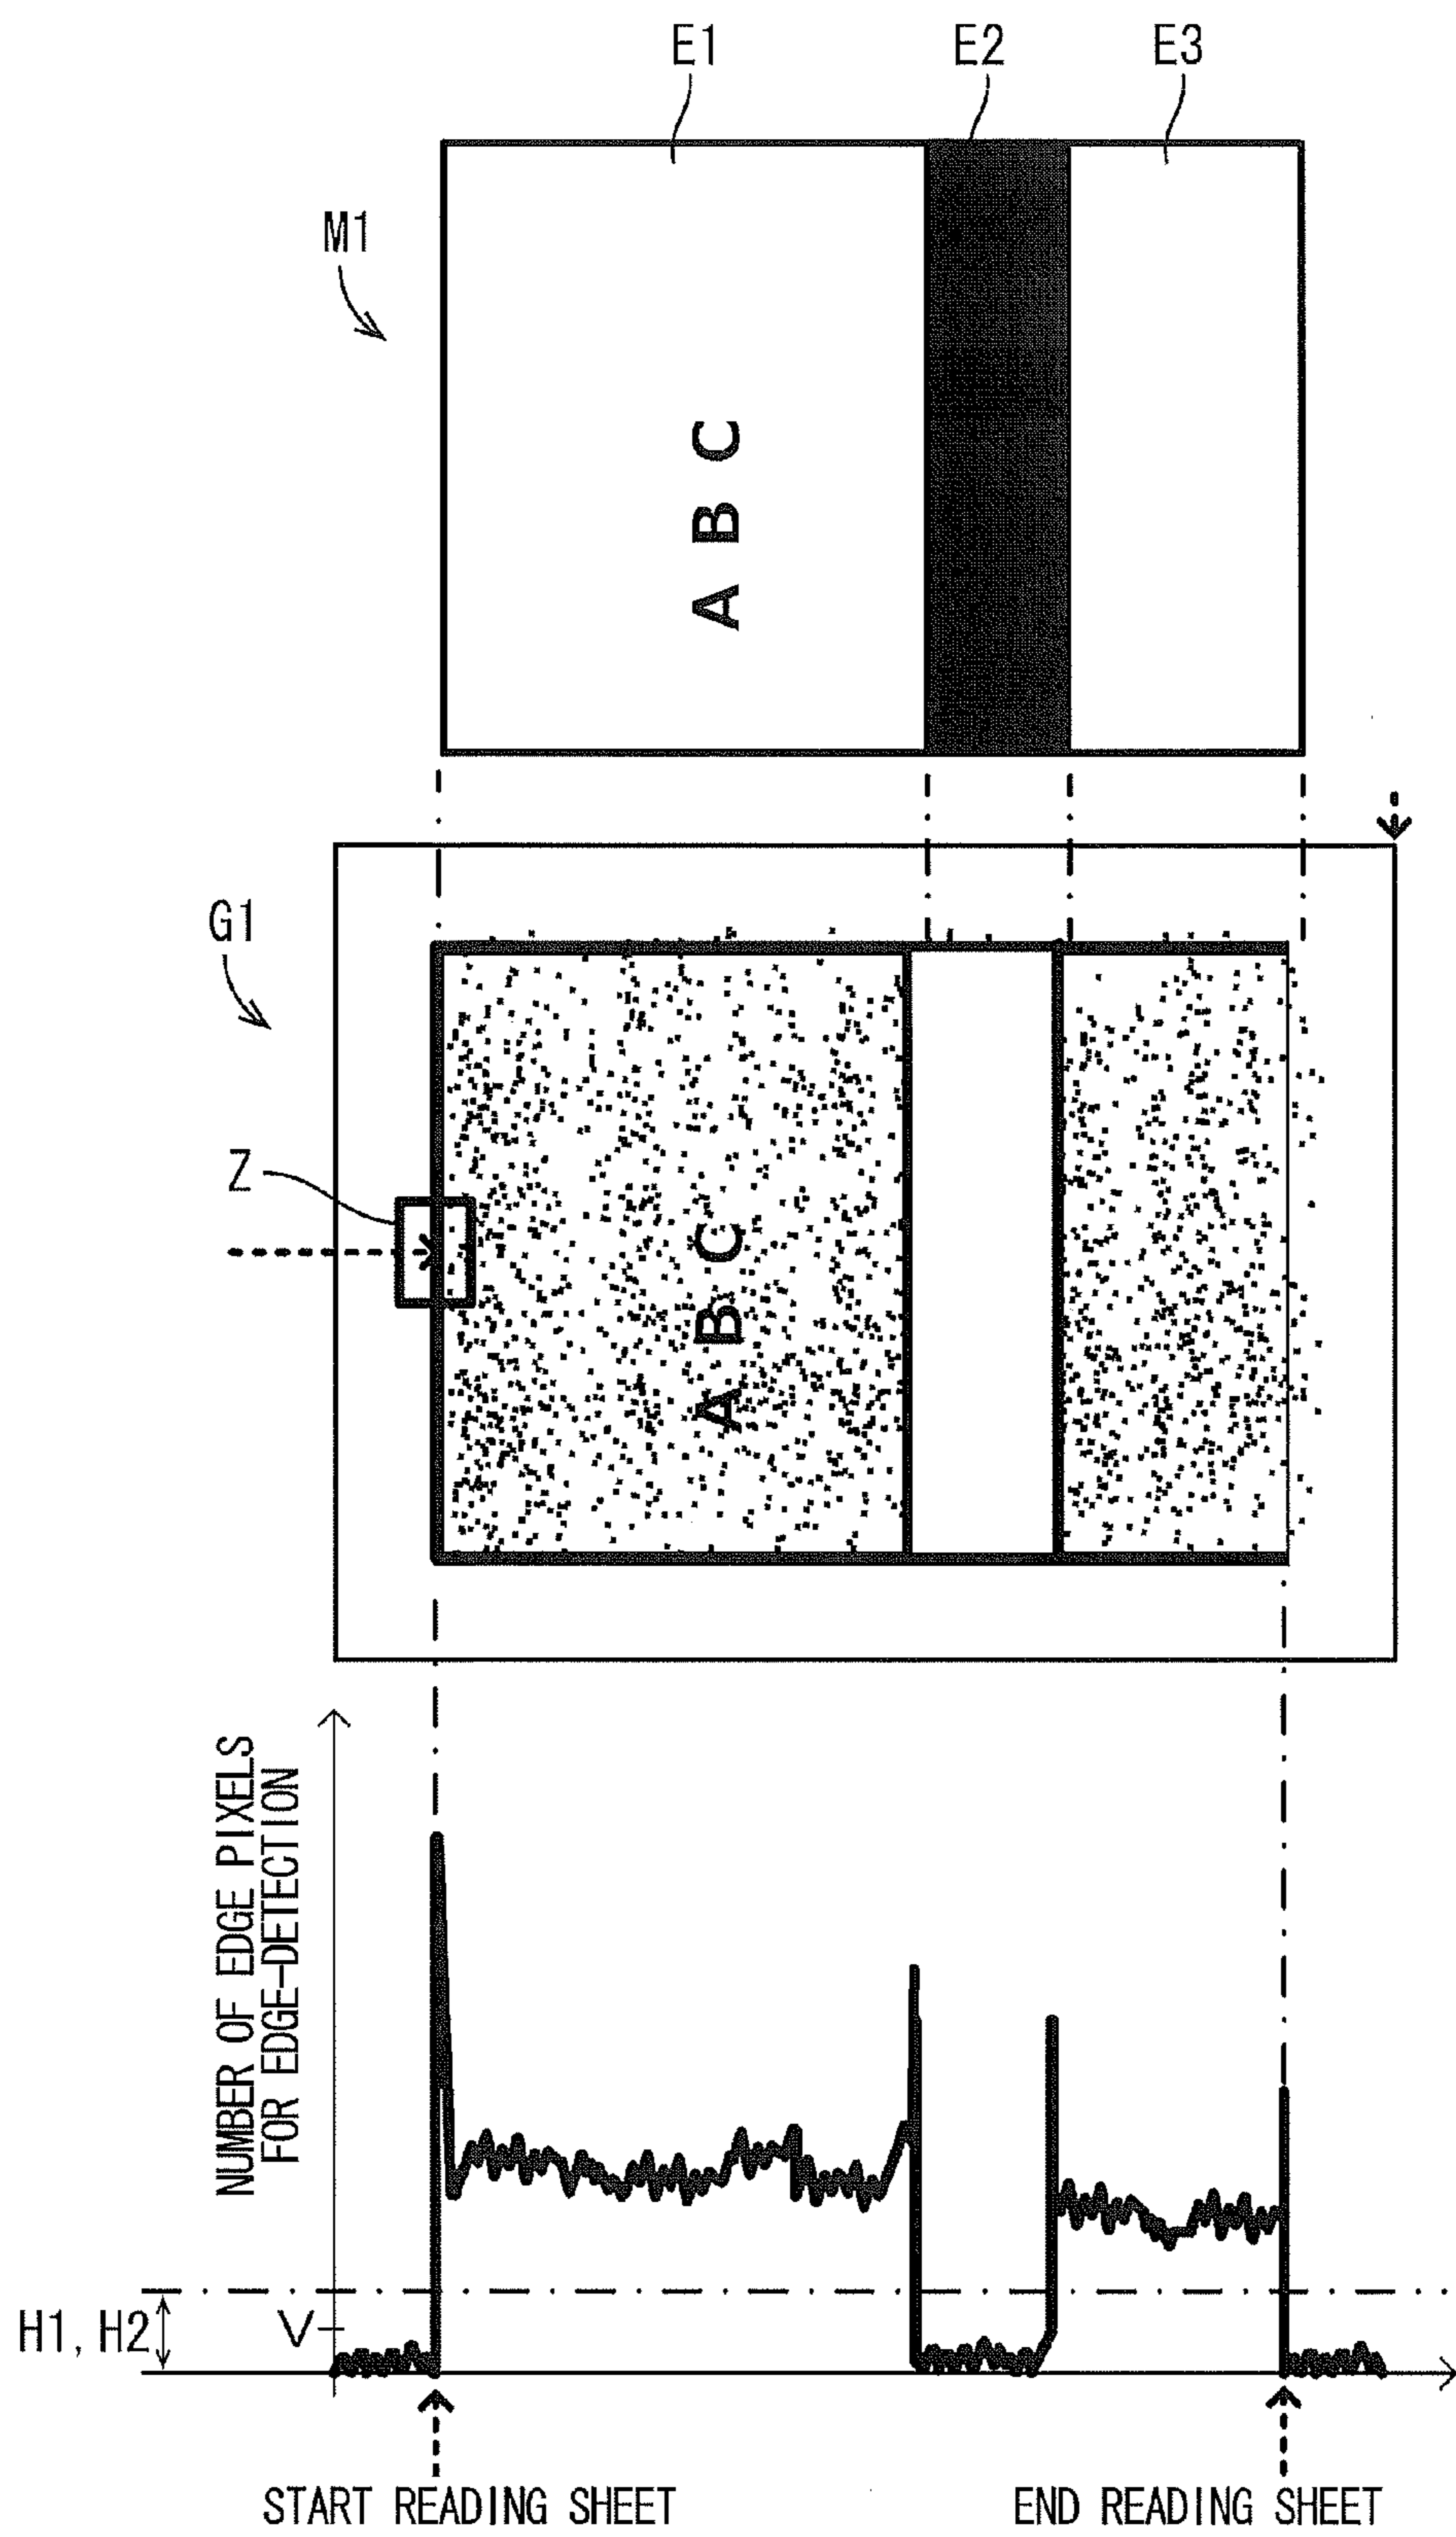 E1 E2 E3
M1
A B C
G1
Z
A B C
NUMBER OF EDGE PIXELS
FOR EDGE-DETECTION
H1, H2
V
START READING SHEET
END READING SHEET